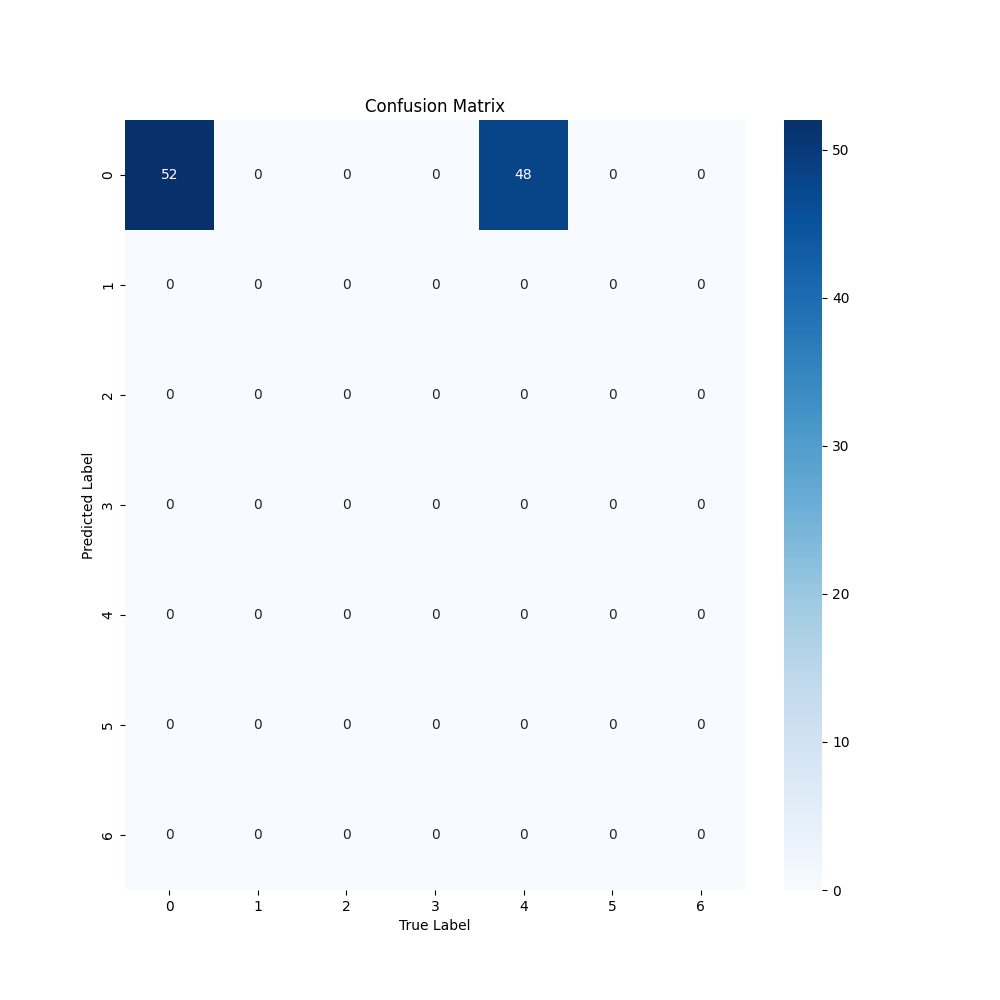 Confusion Matrix
0 52 0 0 0 48 0 0
1 0 0 0 0 0 0 0
2 0 0 0 0 0 0 0
3 0 0 0 0 0 0 0
4 0 0 0 0 0 0 0
5 0 0 0 0 0 0 0
6 0 0 0 0 0 0 0
Predicted Label
0 1 2 3 4 5 6
True Label
50
40
30
20
10
0